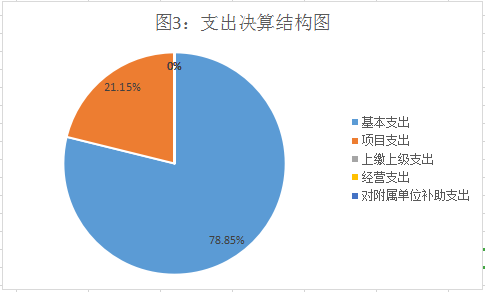 图3：支出决算结构图
0%
21.15%
78.85%
基本支出
项目支出
上缴上级支出
经营支出
对附属单位补助支出